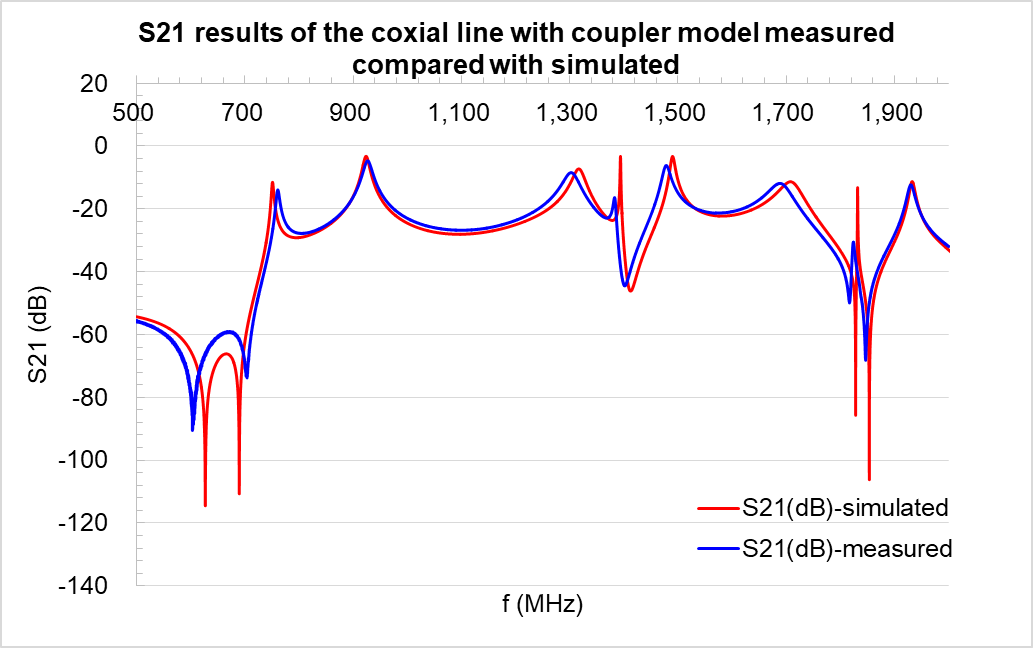 S21 results of the coxial line with coupler model measured
compared with simulated
20
500 700 900 1,100 1,300 1,500 1,700 1,900
0
-20
-40
-60
-80
-100
-120
-140
S21 (dB)
S21(dB)-simulated
S21(dB)-measured
f (MHz)